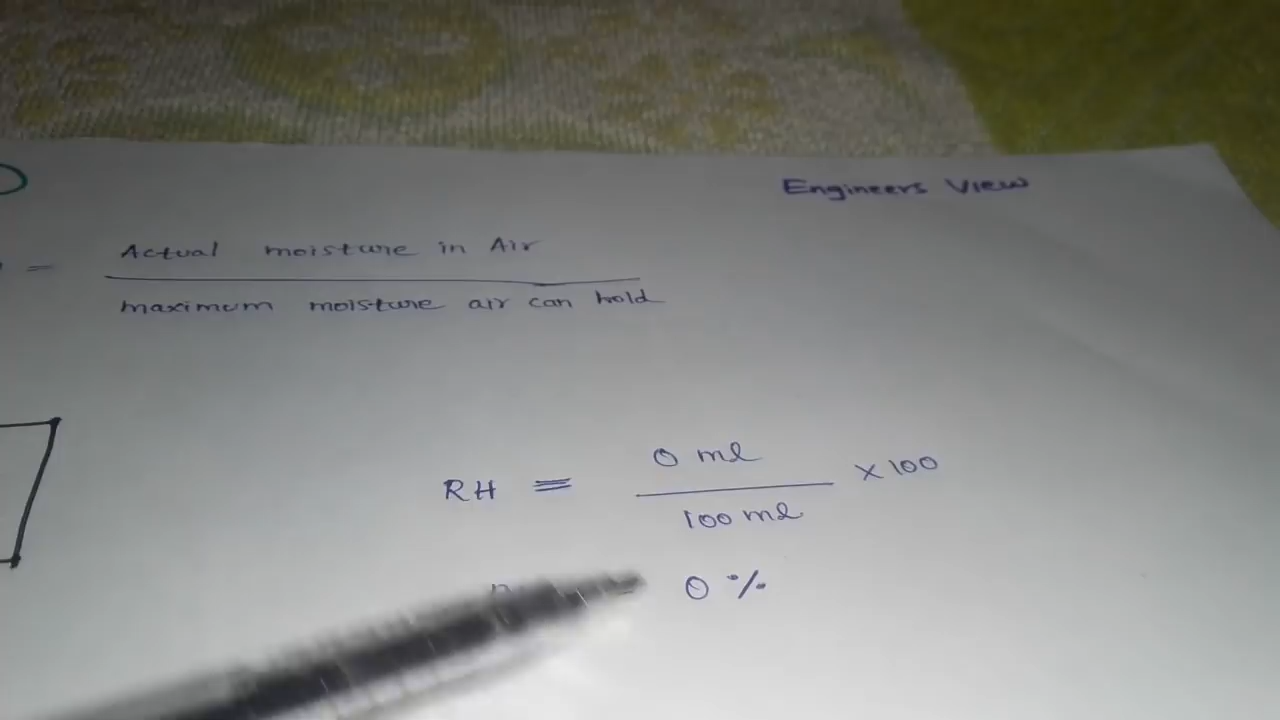 Engineers View
= Actual moisture in Air
maximum moisture air can hold
RH = 0 ml
100 ml × 100
0 %